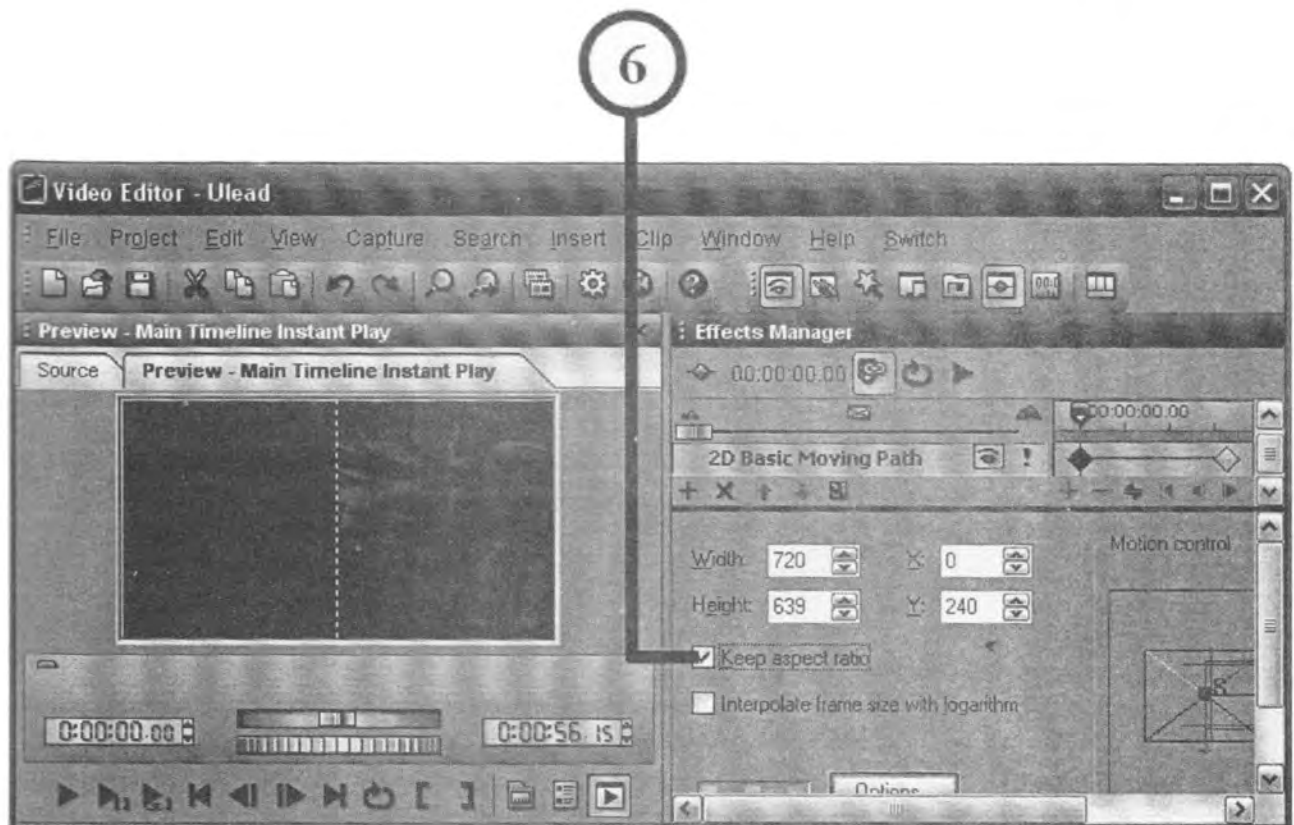 6
Video Editor - Ulead
File Project Edit View Capture Search Insert Clip Window Help Switch
Preview - Main Timeline Instant Play
Source Preview - Main Timeline Instant Play
0:00:00.00
0:00:56.15
Effects Manager
00:00:00.00
00:00:00.00
2D Basic Moving Path
Width: 720 X: 0
Height: 639 Y: 240
Keep aspect ratio
Interpolate frame size with logarithm
Motion control
S
Options